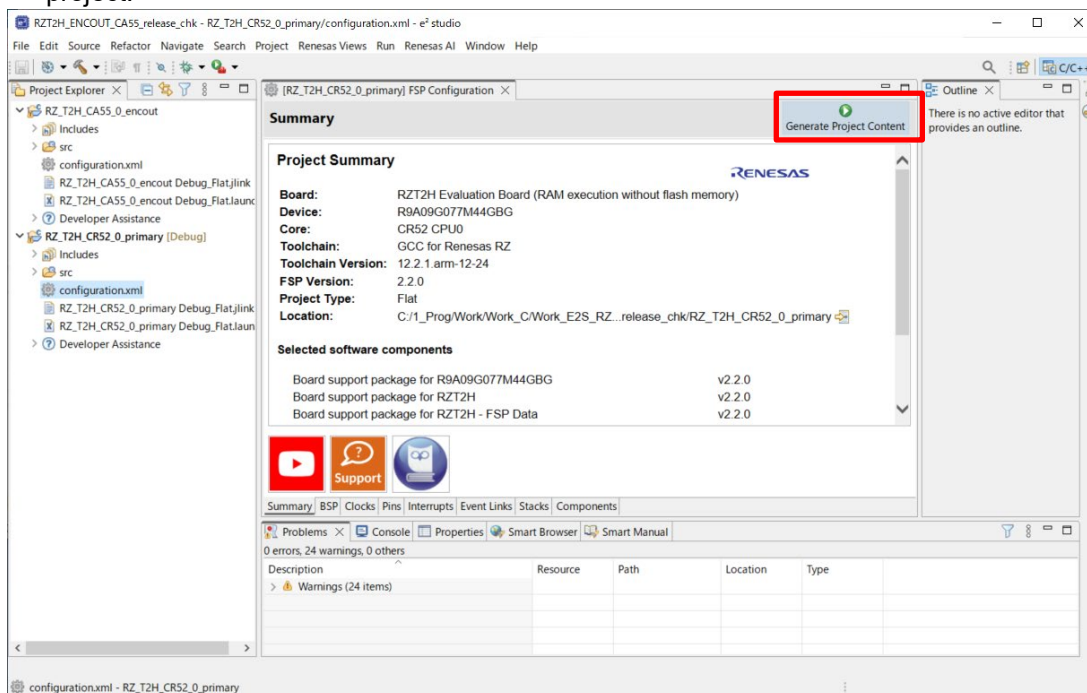 project.
RZT2H_ENCOUT_CA55_release_chk - RZ_T2H_CR52_0_primary/configuration.xml - e² studio
File Edit Source Refactor Navigate Search Project Renesas Views Run Renesas AI Window Help
C/C++
Project Explorer
RZ_T2H_CA55_0_encout
Includes
src
configuration.xml
RZ_T2H_CA55_0_encout Debug_Flat.jlink
RZ_T2H_CA55_0_encout Debug_Flat.launc
Developer Assistance
RZ_T2H_CR52_0_primary [Debug]
Includes
src
configuration.xml
RZ_T2H_CR52_0_primary Debug_Flat.jlink
RZ_T2H_CR52_0_primary Debug_Flat.laun
Developer Assistance
[RZ_T2H_CR52_0_primary] FSP Configuration
Summary
Generate Project Content
Project Summary
RENESAS
Board: RZT2H Evaluation Board (RAM execution without flash memory)
Device: R9A09G077M44GBG
Core: CR52 CPU0
Toolchain: GCC for Renesas RZ
Toolchain Version: 12.2.1.arm-12-24
FSP Version: 2.2.0
Project Type: Flat
Location: C:/1_Prog/Work/Work_C/Work_E2S_RZ...release_chk/RZ_T2H_CR52_0_primary
Selected software components
Board support package for R9A09G077M44GBG v2.2.0
Board support package for RZT2H v2.2.0
Board support package for RZT2H - FSP Data v2.2.0
Support
Summary BSP Clocks Pins Interrupts Event Links Stacks Components
Outline
There is no active editor that
provides an outline.
Problems Console Properties Smart Browser Smart Manual
0 errors, 24 warnings, 0 others
Description Resource Path Location Type
Warnings (24 items)
configuration.xml - RZ_T2H_CR52_0_primary